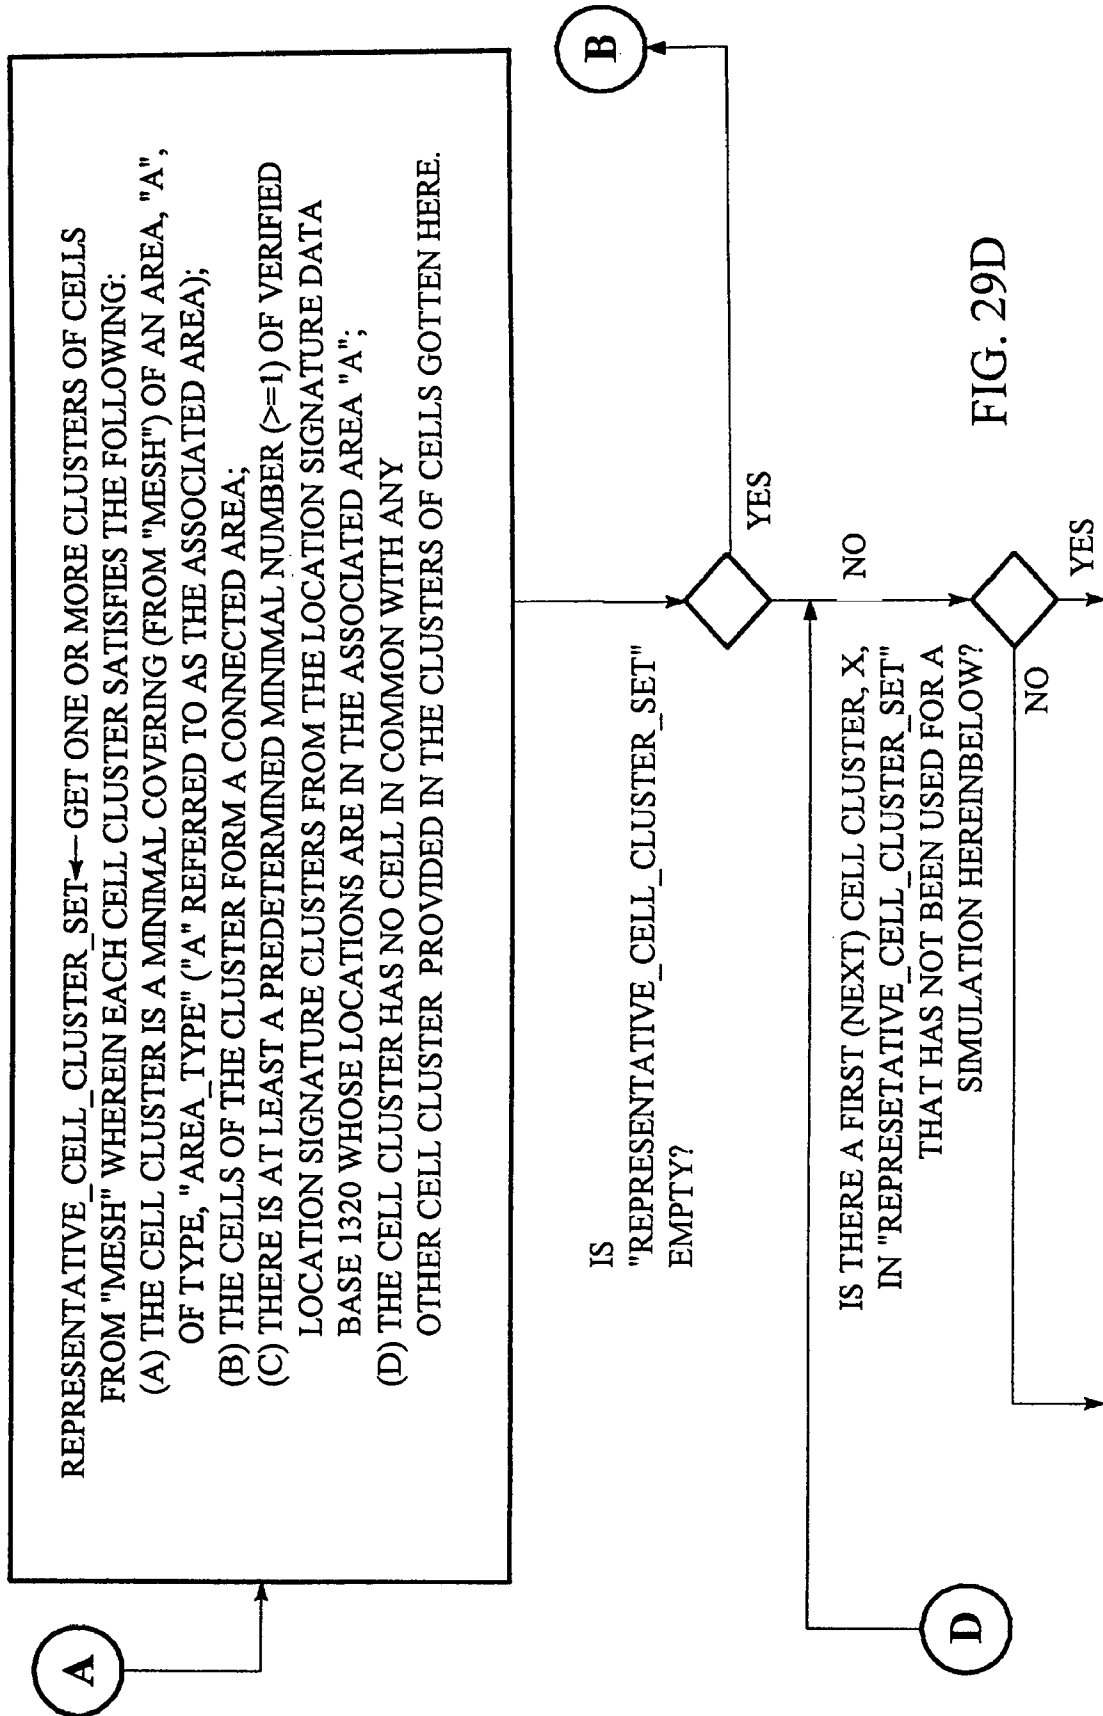 A
REPRESENTATIVE_CELL_CLUSTER_SET ← GET ONE OR MORE CLUSTERS OF CELLS
FROM "MESH" WHEREIN EACH CELL CLUSTER SATISFIES THE FOLLOWING:
(A) THE CELL CLUSTER IS A MINIMAL COVERING (FROM "MESH") OF AN AREA, "A",
OF TYPE, "AREA_TYPE" ("A" REFERRED TO AS THE ASSOCIATED AREA);
(B) THE CELLS OF THE CLUSTER FORM A CONNECTED AREA;
(C) THERE IS AT LEAST A PREDETERMINED MINIMAL NUMBER (>=1) OF VERIFIED
LOCATION SIGNATURE CLUSTERS FROM THE LOCATION SIGNATURE DATA
BASE 1320 WHOSE LOCATIONS ARE IN THE ASSOCIATED AREA "A";
(D) THE CELL CLUSTER HAS NO CELL IN COMMON WITH ANY
OTHER CELL CLUSTER PROVIDED IN THE CLUSTERS OF CELLS GOTTEN HERE.
IS
"REPRESENTATIVE_CELL_CLUSTER_SET"
EMPTY?
YES
B
NO
D
IS THERE A FIRST (NEXT) CELL CLUSTER, X,
IN "REPRESETATIVE_CELL_CLUSTER_SET"
THAT HAS NOT BEEN USED FOR A
SIMULATION HEREINBELOW?
NO
YES
FIG. 29D